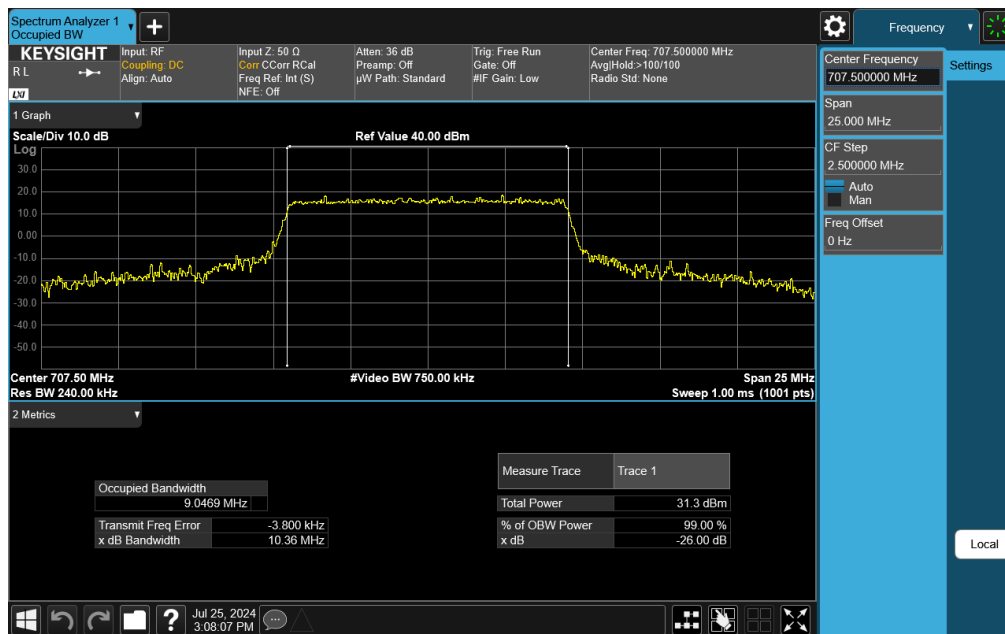 Spectrum Analyzer 1
Occupied BW
Frequency
KEYSIGHT
R L
LXI
Input: RF
Coupling: DC
Align: Auto
Input Z: 50 Ω
Corr CCorr RCal
Freq Ref: Int (S)
NFE: Off
Atten: 36 dB
Preamp: Off
µW Path: Standard
Trig: Free Run
Gate: Off
#IF Gain: Low
Center Freq: 707.500000 MHz
Avg|Hold:>100/100
Radio Std: None
Center Frequency
707.500000 MHz
Settings
Span
25.000 MHz
CF Step
2.500000 MHz
Auto
Man
Freq Offset
0 Hz
Local
1 Graph
Scale/Div 10.0 dB
Ref Value 40.00 dBm
Log
30.0
20.0
10.0
0.00
-10.0
-20.0
-30.0
-40.0
-50.0
Center 707.50 MHz
#Video BW 750.00 kHz
Span 25 MHz
Res BW 240.00 kHz
Sweep 1.00 ms (1001 pts)
2 Metrics
Measure Trace
Trace 1
Occupied Bandwidth
9.0469 MHz
Total Power
31.3 dBm
Transmit Freq Error
-3.800 kHz
% of OBW Power
99.00 %
x dB Bandwidth
10.36 MHz
x dB
-26.00 dB
?
Jul 25, 2024
3:08:07 PM